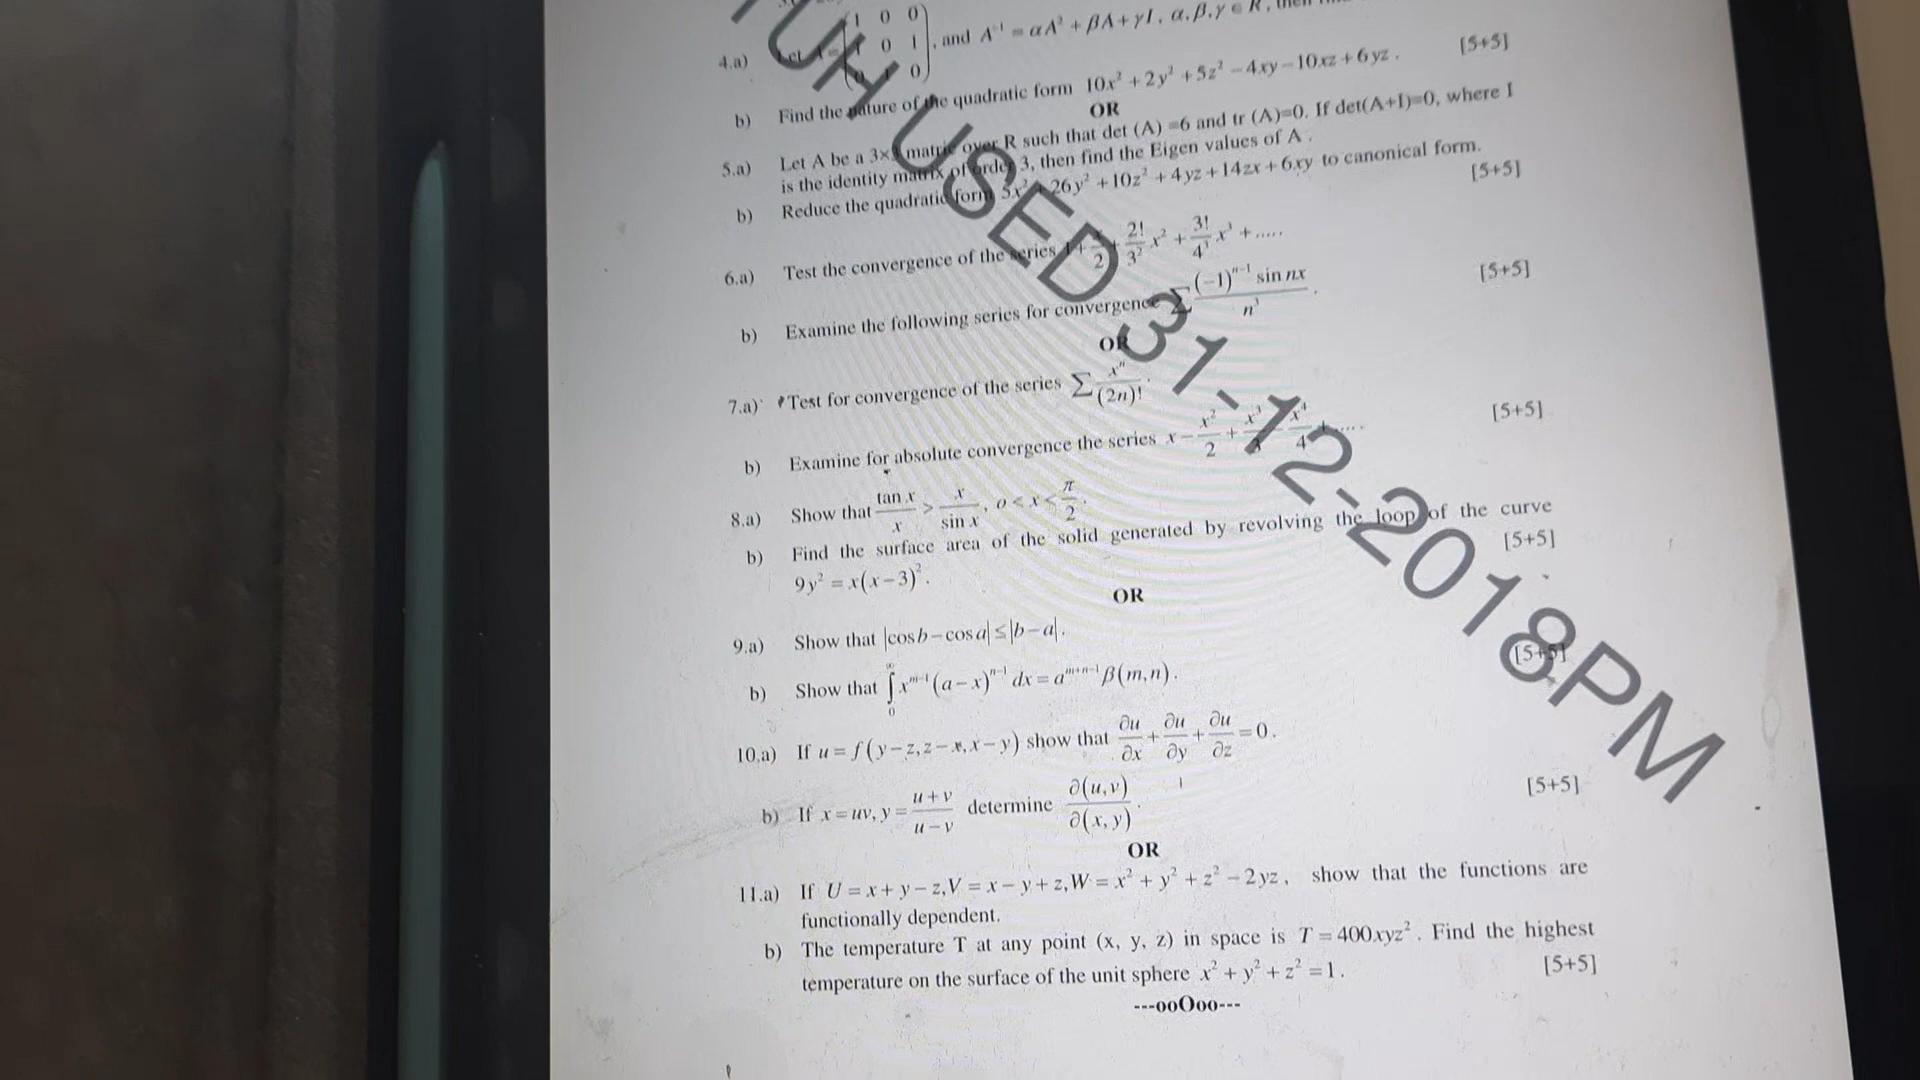 4.a) Let A = (1 0 0 / 1 0 1 / 0 1 0), and A⁻¹ = αA² + βA + γI, α, β, γ ∈ R, then
[5+5]
b) Find the nature of the quadratic form 10x² + 2y² + 5z² − 4xy − 10xz + 6yz .
OR
5.a) Let A be a 3×3 matrix over R such that det (A) =6 and tr (A)=0. If det(A+I)=0, where I
is the identity matrix of order 3, then find the Eigen values of A .
b) Reduce the quadratic form x² + 26y² + 10z² + 4yz + 14zx + 6xy to canonical form.
[5+5]
6.a) Test the convergence of the series 1 + x/2 + 2!/3² x² + 3!/4³ x³ + .....
b) Examine the following series for convergence ∑ (−1)ⁿ⁻¹ sin nx / n³ .
[5+5]
OR
7.a) Test for convergence of the series ∑ xⁿ/(2n)! .
b) Examine for absolute convergence the series x − x²/2 + x³/3 − x⁴/4 + ....
[5+5]
8.a) Show that tan x / x > x / sin x , o < x < π/2 .
b) Find the surface area of the solid generated by revolving the loop of the curve
9y² = x(x−3)² .
[5+5]
OR
9.a) Show that |cos b − cos a| ≤ |b − a| .
b) Show that ∫₀^∞ xᵐ⁻¹ (a − x)ⁿ⁻¹ dx = aᵐ⁺ⁿ⁻¹ β(m, n) .
[5+5]
10.a) If u = f(y − z, z − x, x − y) show that ∂u/∂x + ∂u/∂y + ∂u/∂z = 0 .
b) If x = uv, y = (u+v)/(u−v) determine ∂(u,v)/∂(x,y) .
[5+5]
OR
11.a) If U = x + y − z, V = x − y + z, W = x² + y² + z² − 2yz , show that the functions are
functionally dependent.
b) The temperature T at any point (x, y, z) in space is T = 400xyz² . Find the highest
temperature on the surface of the unit sphere x² + y² + z² = 1 .
[5+5]
---ooOoo---
TUH USED 31-12-2018PM